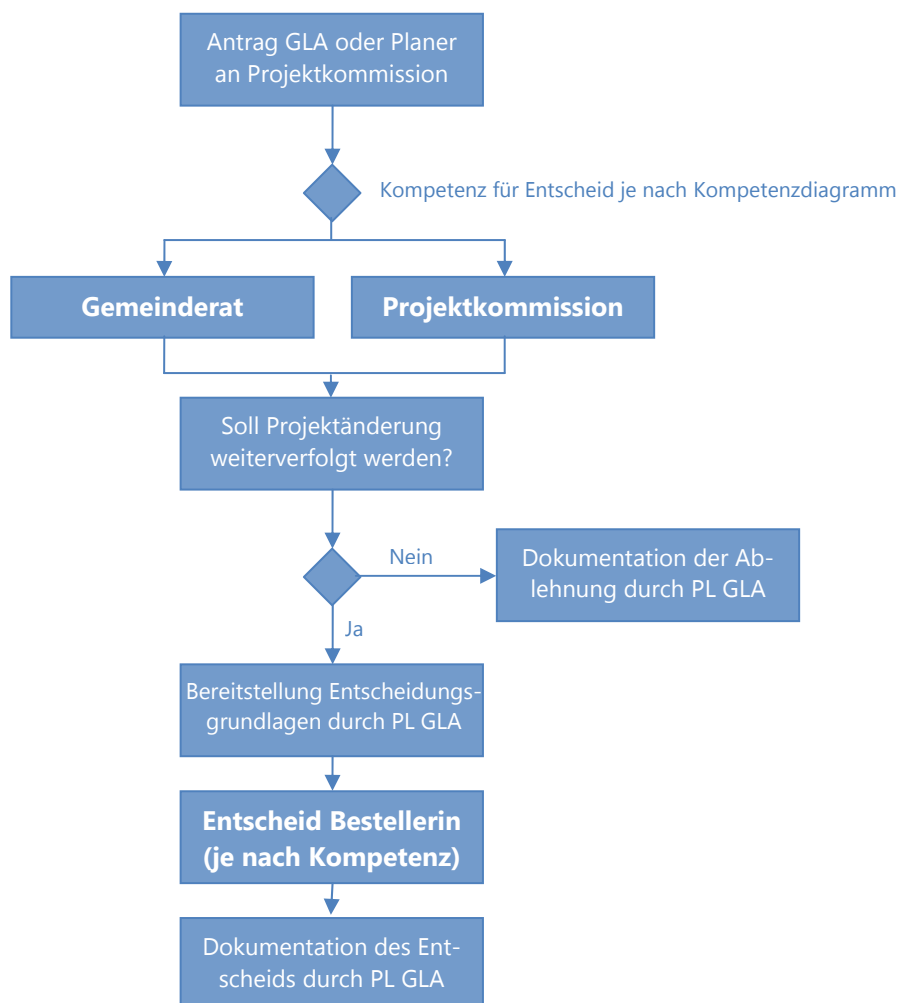 Antrag GLA oder Planer
an Projektkommission
Kompetenz für Entscheid je nach Kompetenzdiagramm
Gemeinderat
Projektkommission
Soll Projektänderung
weiterverfolgt werden?
Nein
Dokumentation der Ab-
lehnung durch PL GLA
Ja
Bereitstellung Entscheidungs-
grundlagen durch PL GLA
Entscheid Bestellerin
(je nach Kompetenz)
Dokumentation des Ent-
scheids durch PL GLA